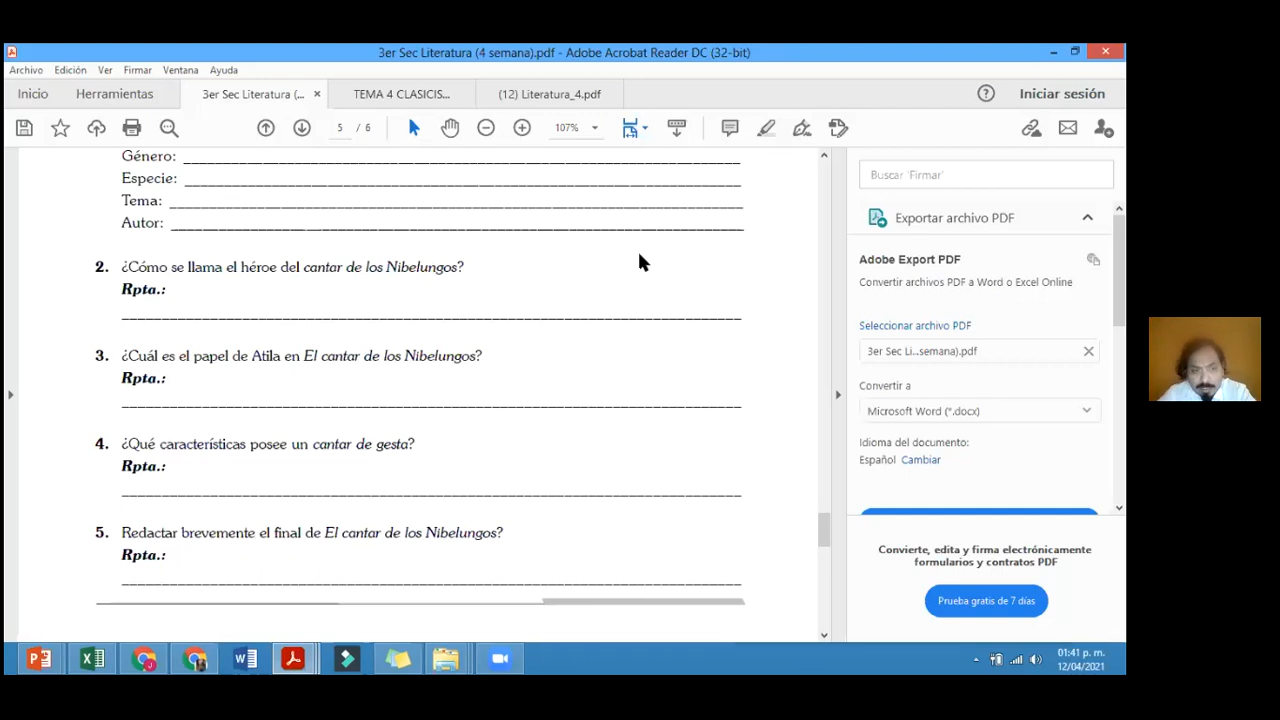 3er Sec Literatura (4 semana).pdf - Adobe Acrobat Reader DC (32-bit)
Archivo Edición Ver Firmar Ventana Ayuda
Inicio Herramientas 3er Sec Literatura (... × TEMA 4 CLASICIS... (12) Literatura_4.pdf Iniciar sesión
5 / 6 107%
Género: ____
Especie: ____
Tema: ____
Autor: ____
2. ¿Cómo se llama el héroe del cantar de los Nibelungos?
Rpta.:
3. ¿Cuál es el papel de Atila en El cantar de los Nibelungos?
Rpta.:
4. ¿Qué características posee un cantar de gesta?
Rpta.:
5. Redactar brevemente el final de El cantar de los Nibelungos?
Rpta.:
Buscar 'Firmar'
Exportar archivo PDF
Adobe Export PDF
Convertir archivos PDF a Word o Excel Online
Seleccionar archivo PDF
3er Sec Li...semana).pdf
Convertir a
Microsoft Word (*.docx)
Idioma del documento:
Español Cambiar
Convierte, edita y firma electrónicamente
formularios y contratos PDF
Prueba gratis de 7 días
01:41 p. m.
12/04/2021